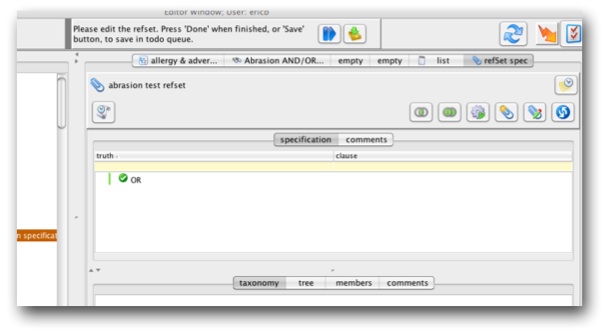 Editor Window; User: erico
Please edit the refset. Press 'Done' when finished, or 'Save'
button, to save in todo queue.
allergy & adver... Abrasion AND/OR... empty empty list refSet spec
abrasion test refset
specification comments
truth clause
OR
n specificat
taxonomy tree members comments